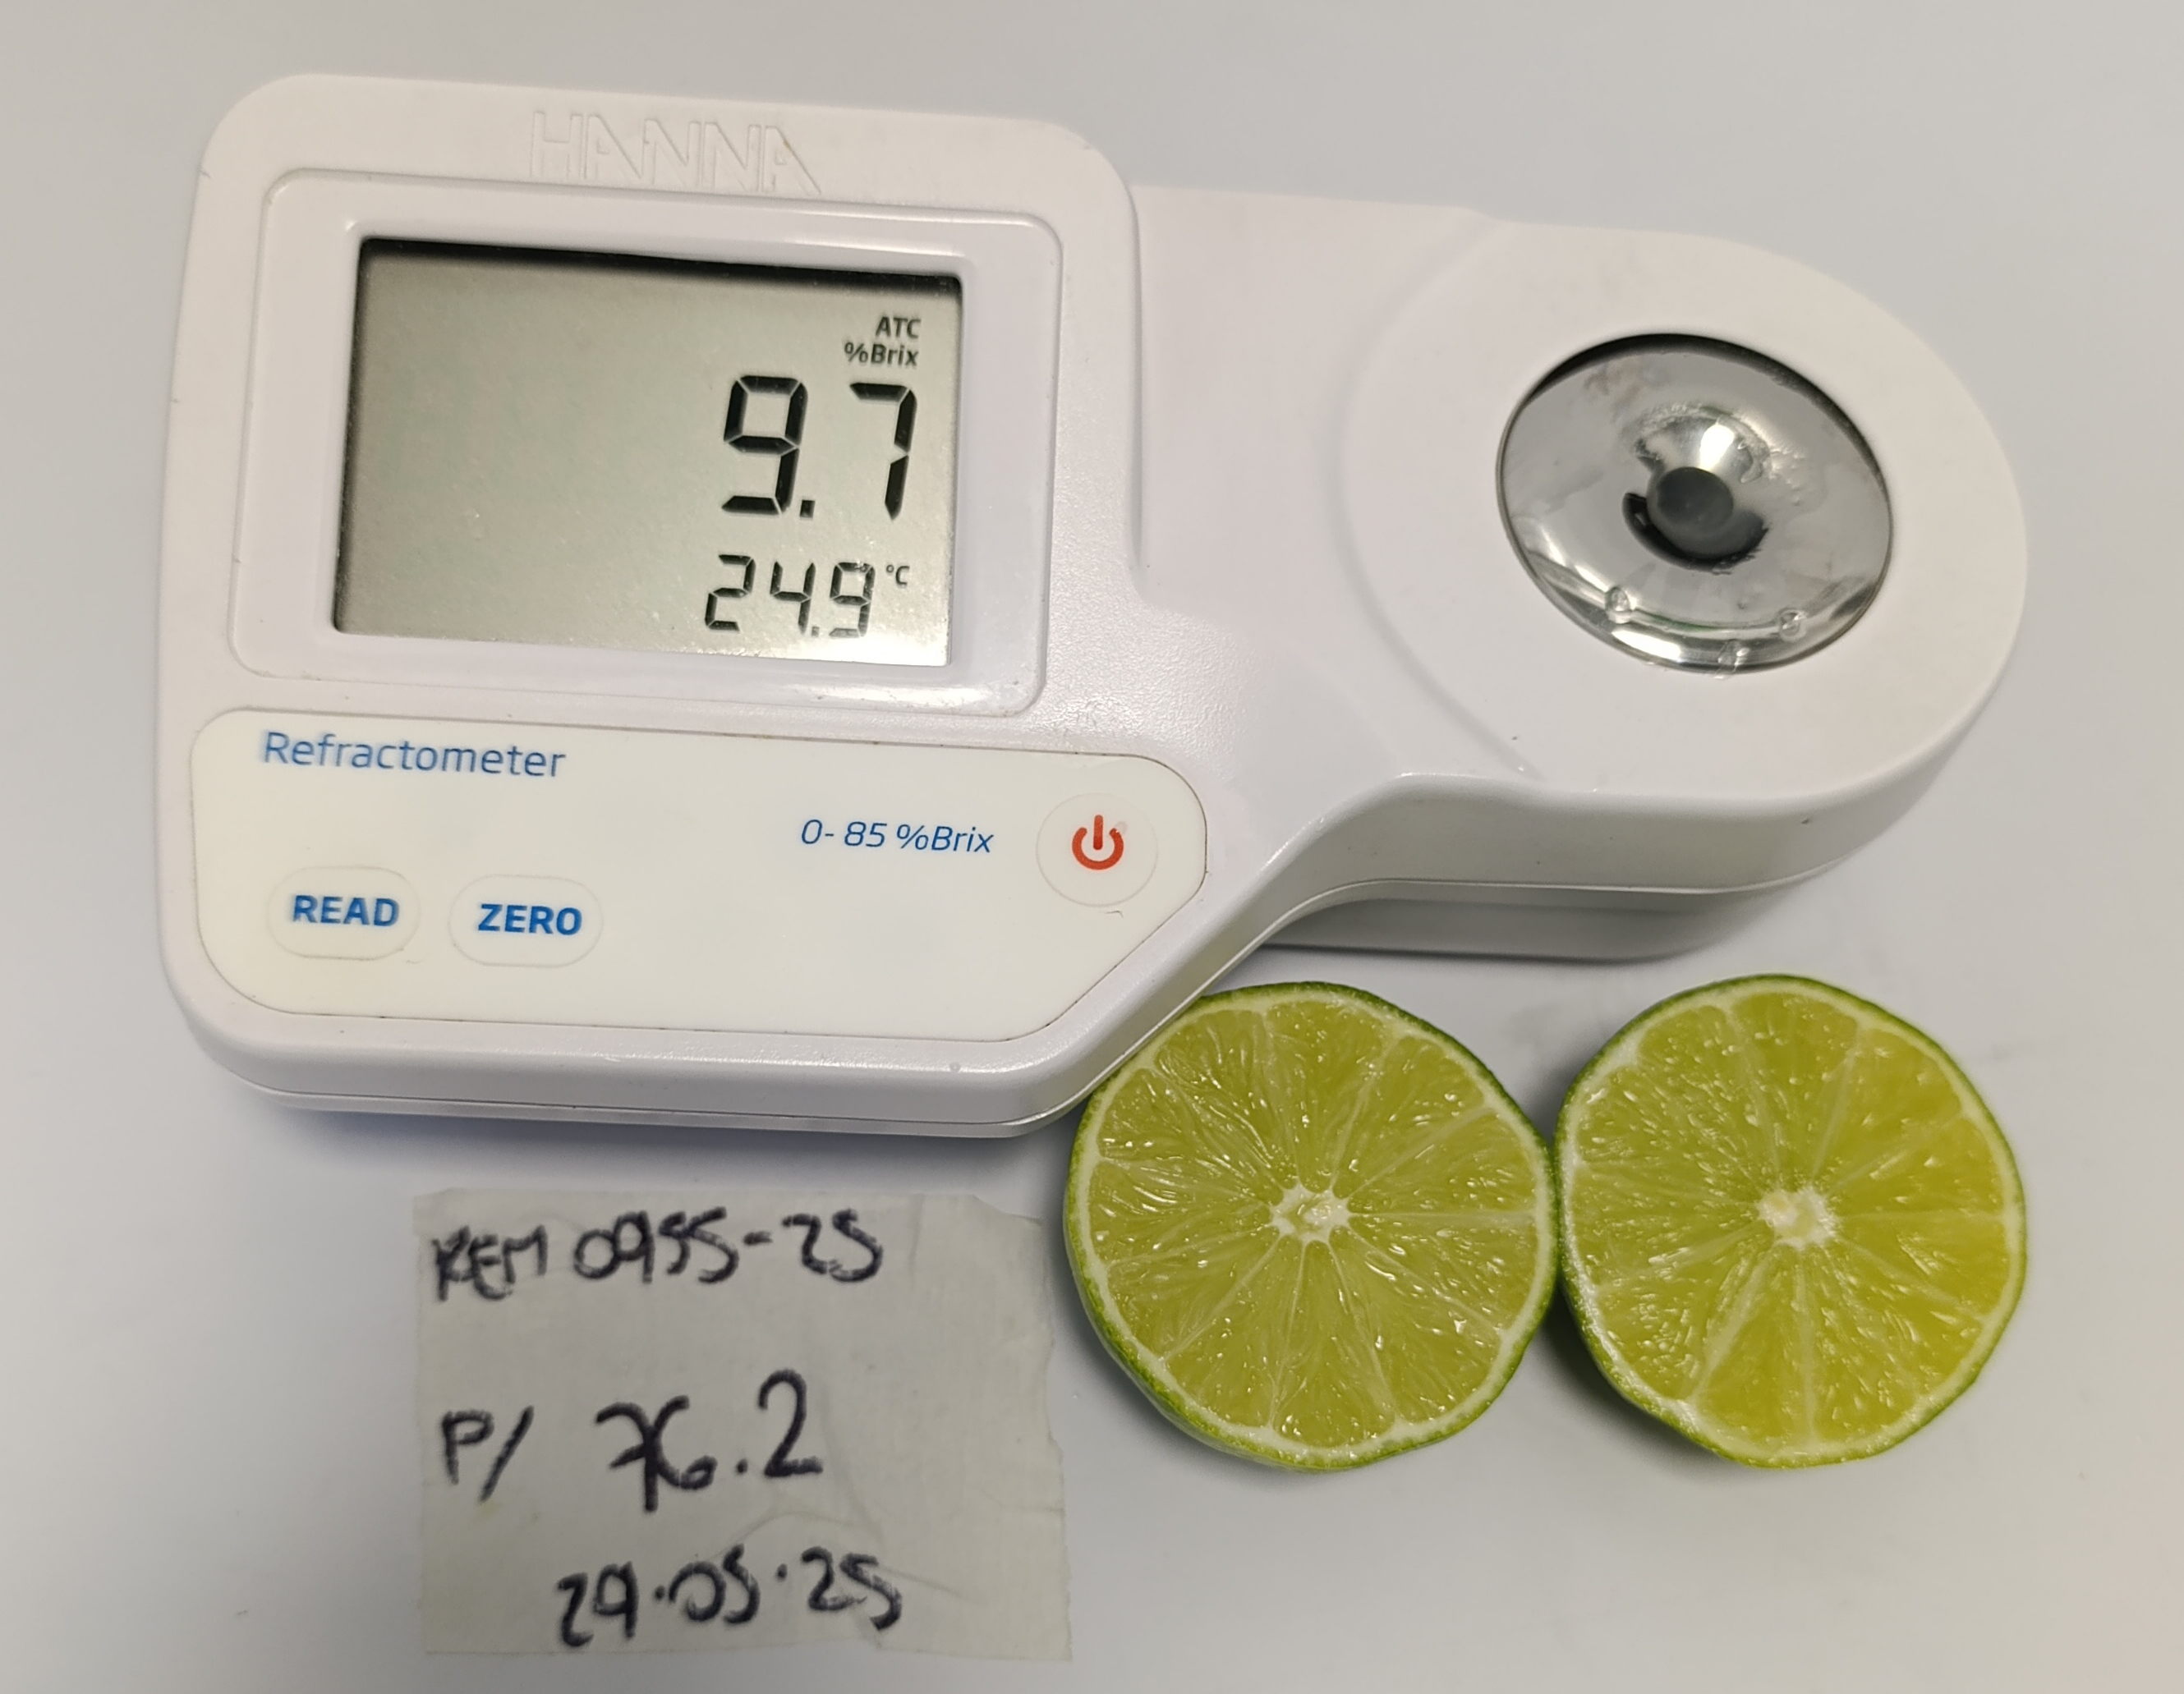 HANNA
ATC
%Brix
9.7
24.9 °C
Refractometer
0- 85 %Brix
READ ZERO
REM 0955-25
P/ 76.2
29.05.25